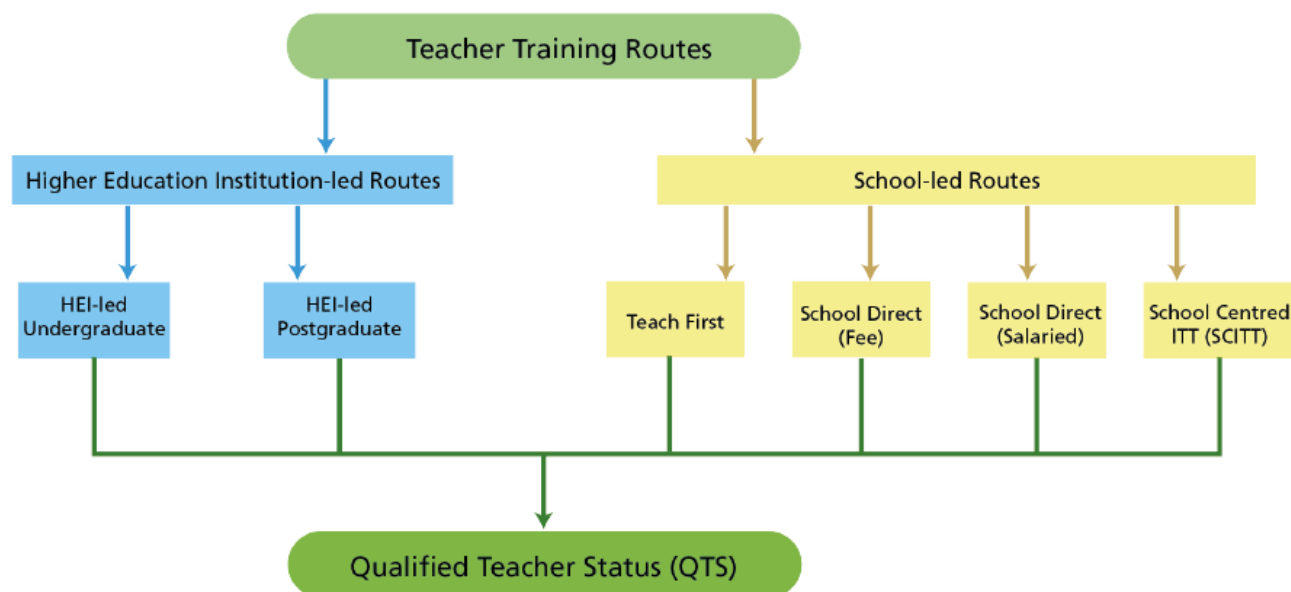 Teacher Training Routes
Higher Education Institution-led Routes
School-led Routes
HEI-led
Undergraduate
HEI-led
Postgraduate
Teach First
School Direct
(Fee)
School Direct
(Salaried)
School Centred
ITT (SCITT)
Qualified Teacher Status (QTS)